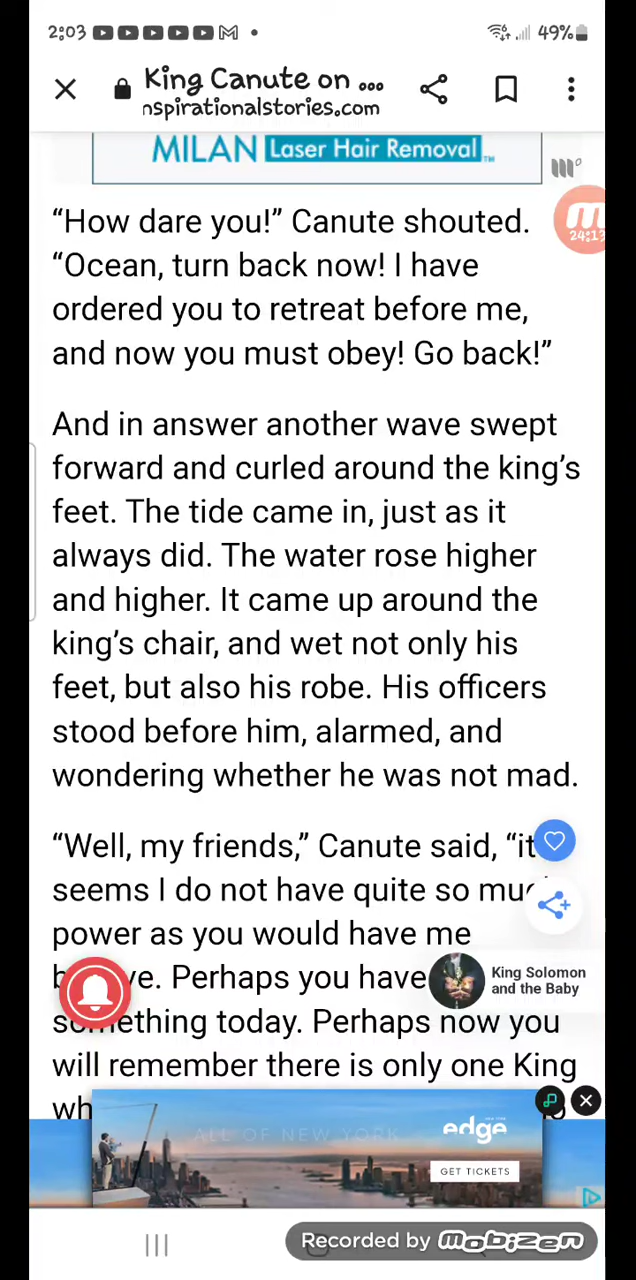 2:03
49%
King Canute on ...
nspirationalstories.com
MILAN Laser Hair Removal
24:13
“How dare you!” Canute shouted.
“Ocean, turn back now! I have
ordered you to retreat before me,
and now you must obey! Go back!”
And in answer another wave swept
forward and curled around the king’s
feet. The tide came in, just as it
always did. The water rose higher
and higher. It came up around the
king’s chair, and wet not only his
feet, but also his robe. His officers
stood before him, alarmed, and
wondering whether he was not mad.
“Well, my friends,” Canute said, “it
seems I do not have quite so
power as you would have me
Perhaps you have
King Solomon
and the Baby
something today. Perhaps now you
will remember there is only one King
ALL OF NEW YORK
edge
GET TICKETS
Recorded by mobizen